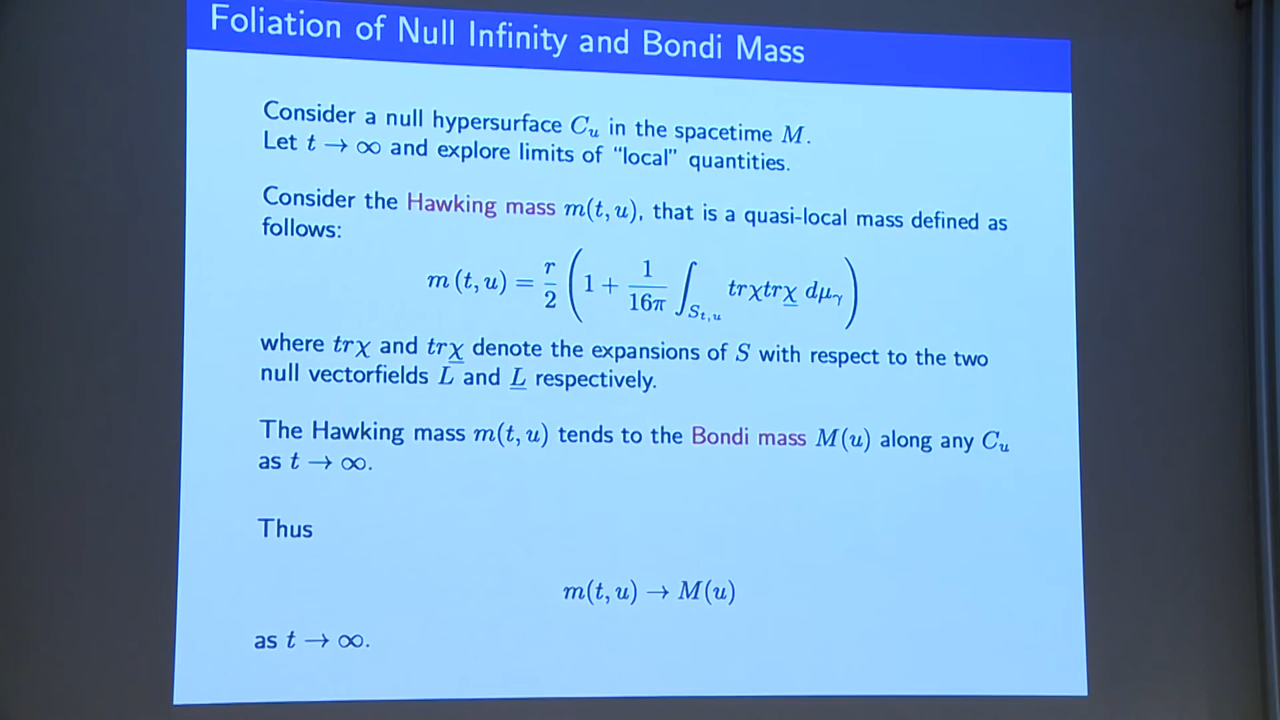 Foliation of Null Infinity and Bondi Mass
Consider a null hypersurface C_u in the spacetime M.
Let t → ∞ and explore limits of "local" quantities.
Consider the Hawking mass m(t, u), that is a quasi-local mass defined as
follows:
m (t, u) = r/2 (1 + 1/16π ∫_{S_{t,u}} trχtrχ̲ dμ_γ)
where trχ and trχ̲ denote the expansions of S with respect to the two
null vectorfields L and L̲ respectively.
The Hawking mass m(t, u) tends to the Bondi mass M(u) along any C_u
as t → ∞.
Thus
m(t, u) → M(u)
as t → ∞.